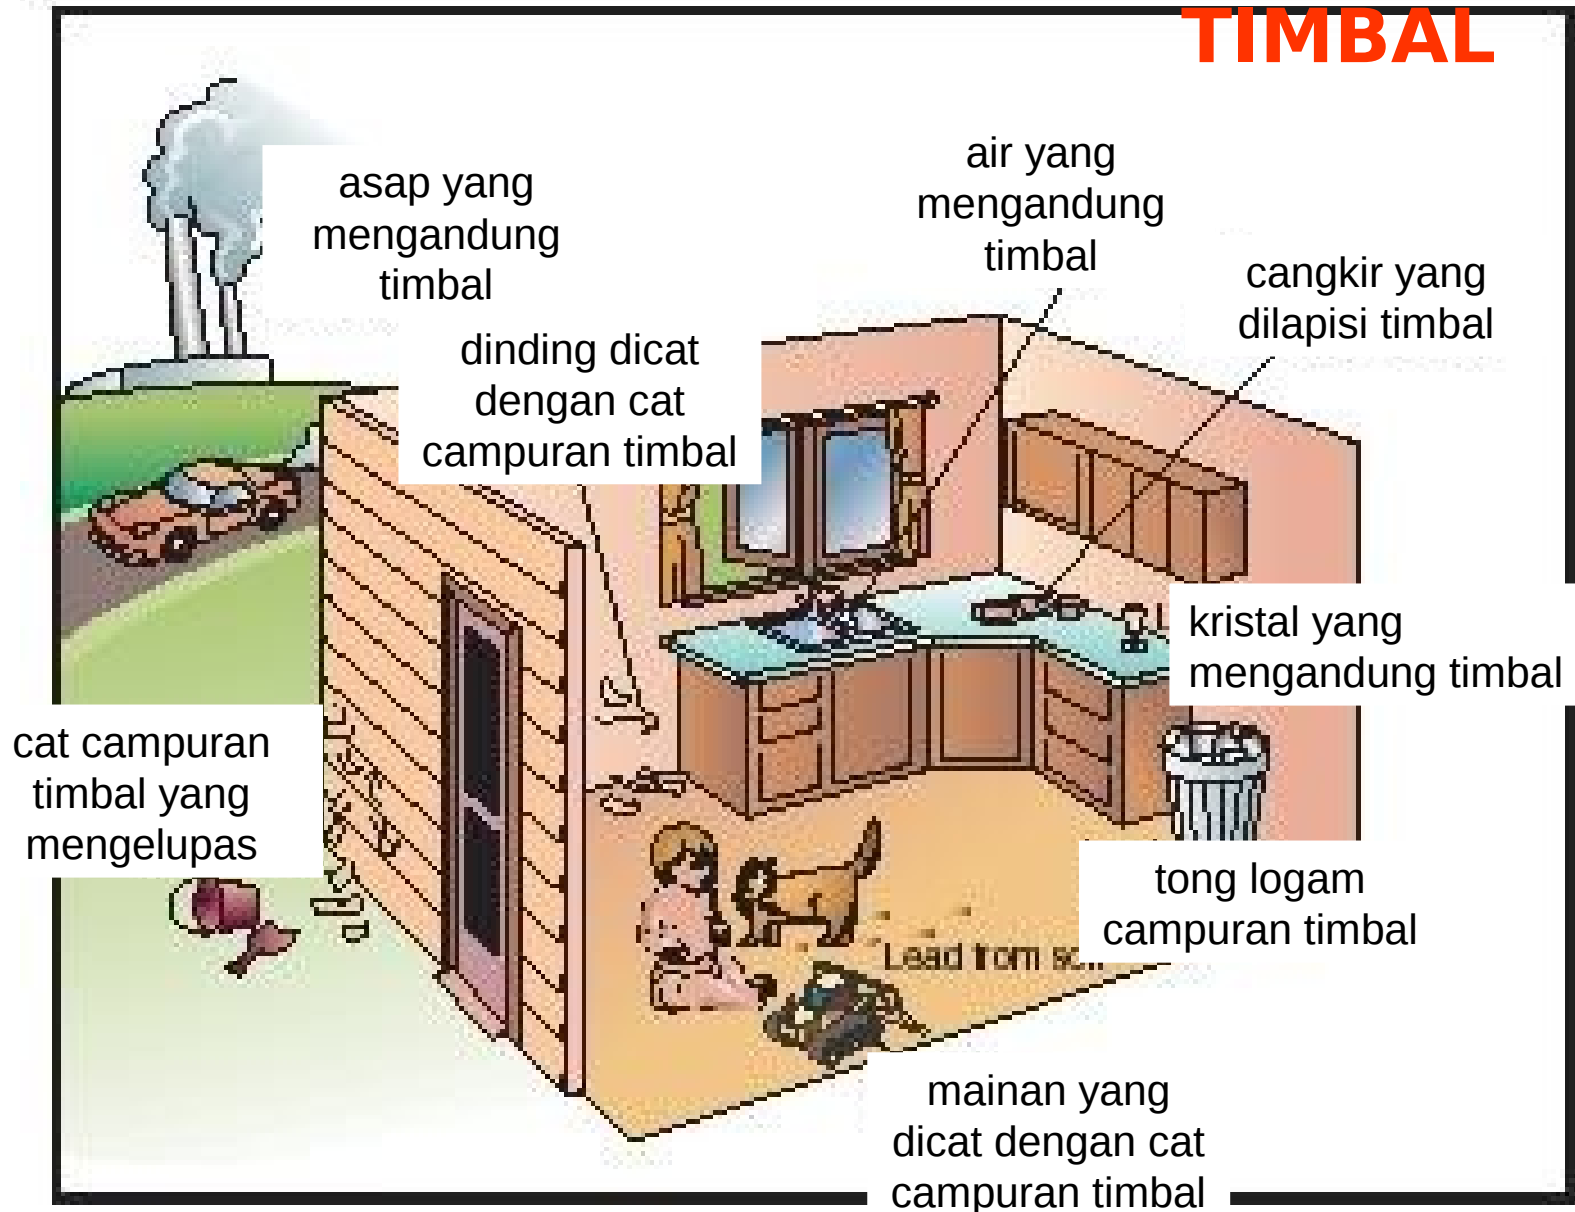 TIMBAL
asap yang
mengandung
timbal
air yang
mengandung
timbal
cangkir yang
dilapisi timbal
dinding dicat
dengan cat
campuran timbal
kristal yang
mengandung timbal
cat campuran
timbal yang
mengelupas
tong logam
campuran timbal
Lead from
mainan yang
dicat dengan cat
campuran timbal